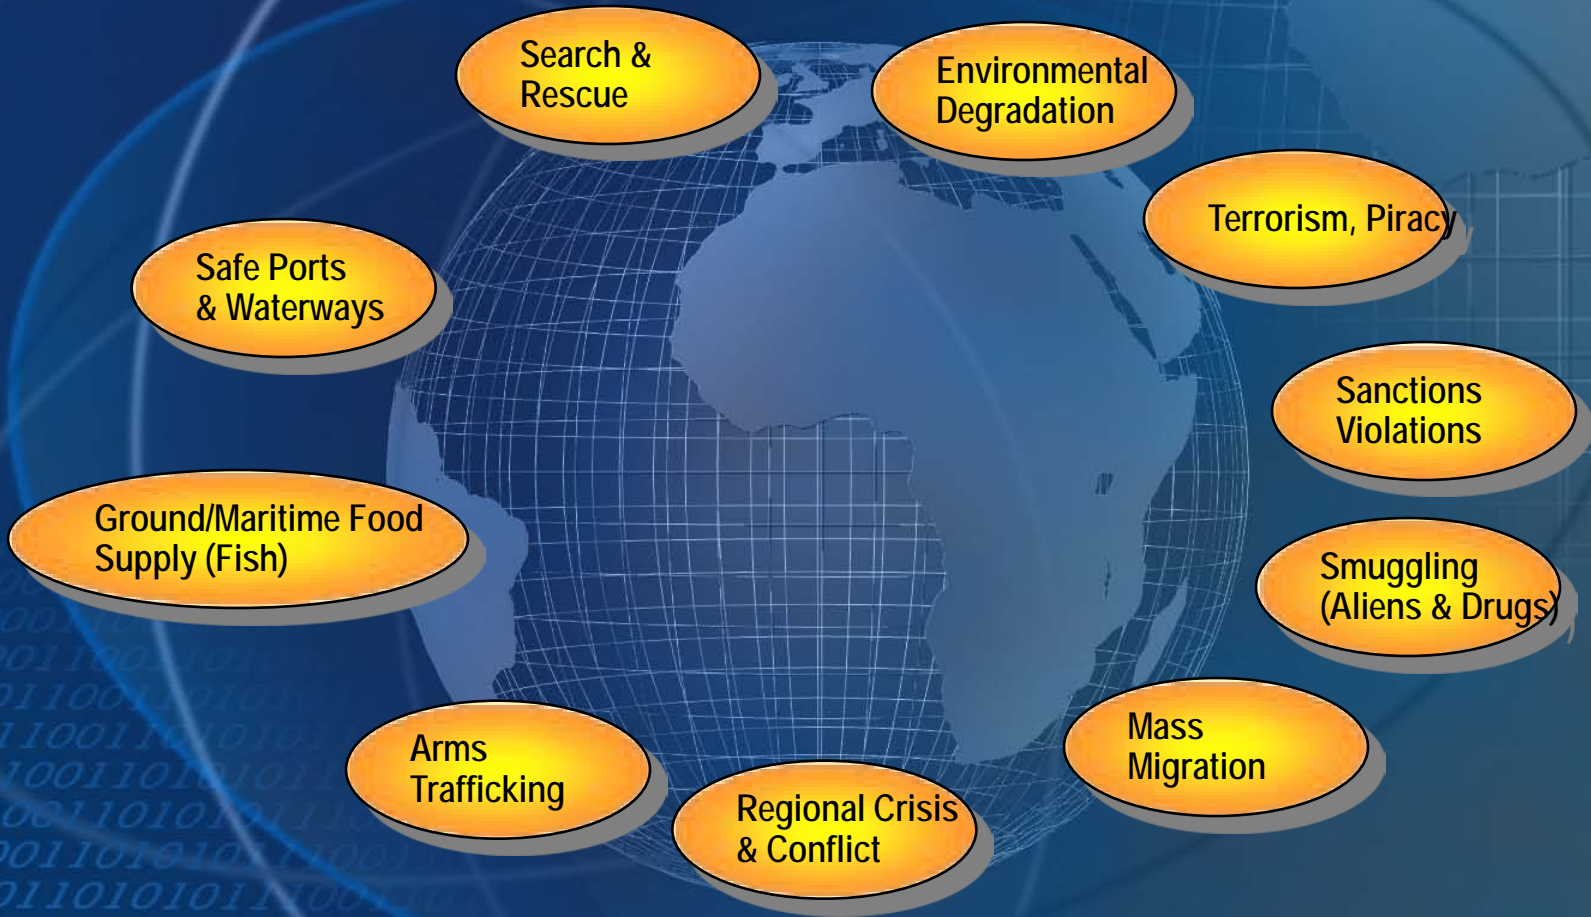 Search &
Rescue
Environmental
Degradation
Terrorism, Piracy
Safe Ports
& Waterways
Sanctions
Violations
Ground/Maritime Food
Supply (Fish)
Smuggling
(Aliens & Drugs)
Mass
Migration
Arms
Trafficking
Regional Crisis
& Conflict